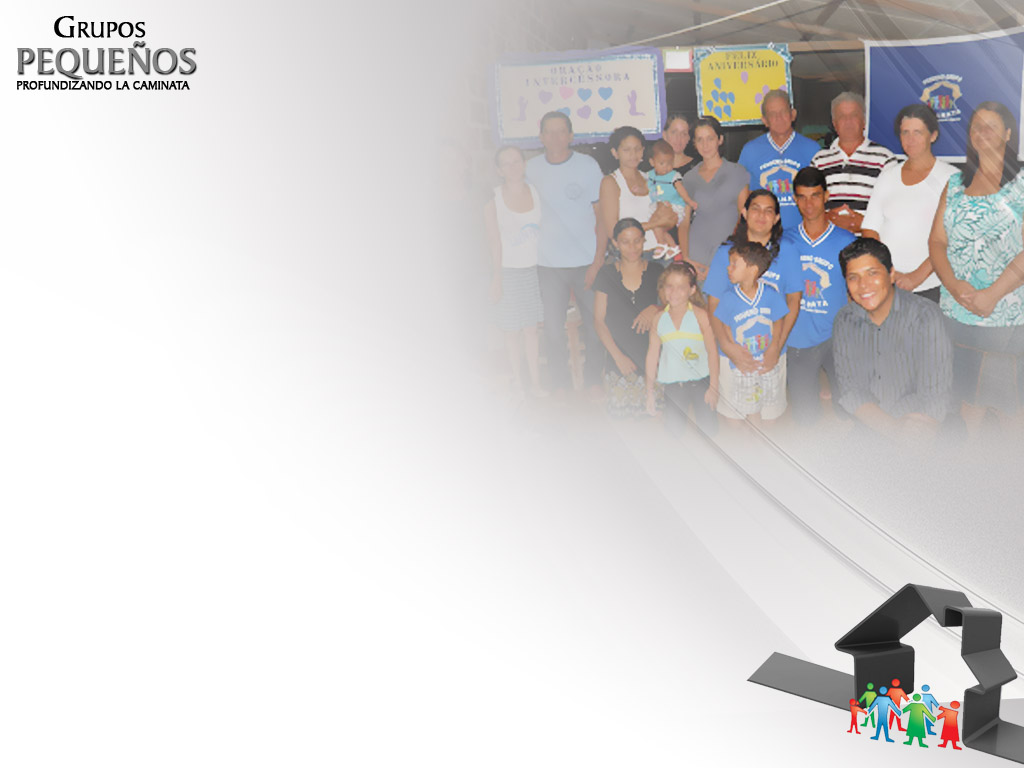 GRUPOS
PEQUEÑOS
PROFUNDIZANDO LA CAMINATA
ORAÇÃO
INTERCESSORA
FELIZ
ANIVERSÁRIO